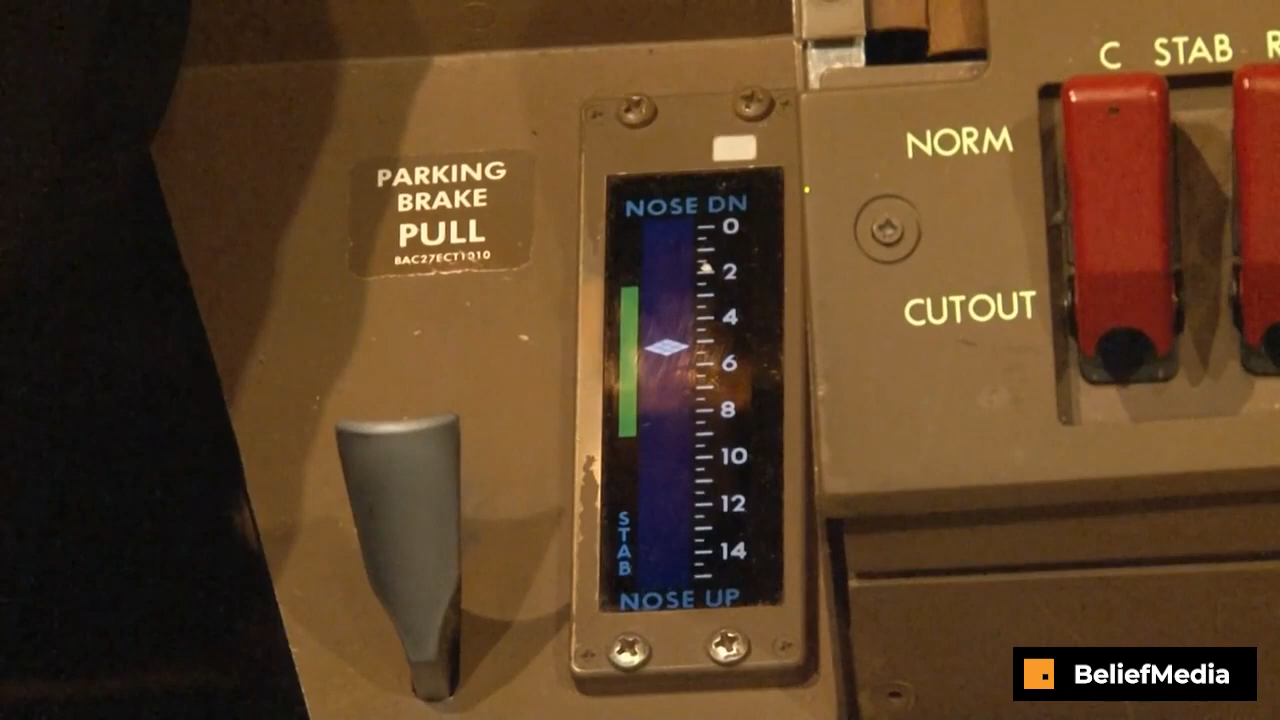 PARKING
BRAKE
PULL
BAC27ECT1010
NOSE DN
0
2
4
6
8
10
12
14
STAB
NOSE UP
C STAB R
NORM
CUTOUT
BeliefMedia